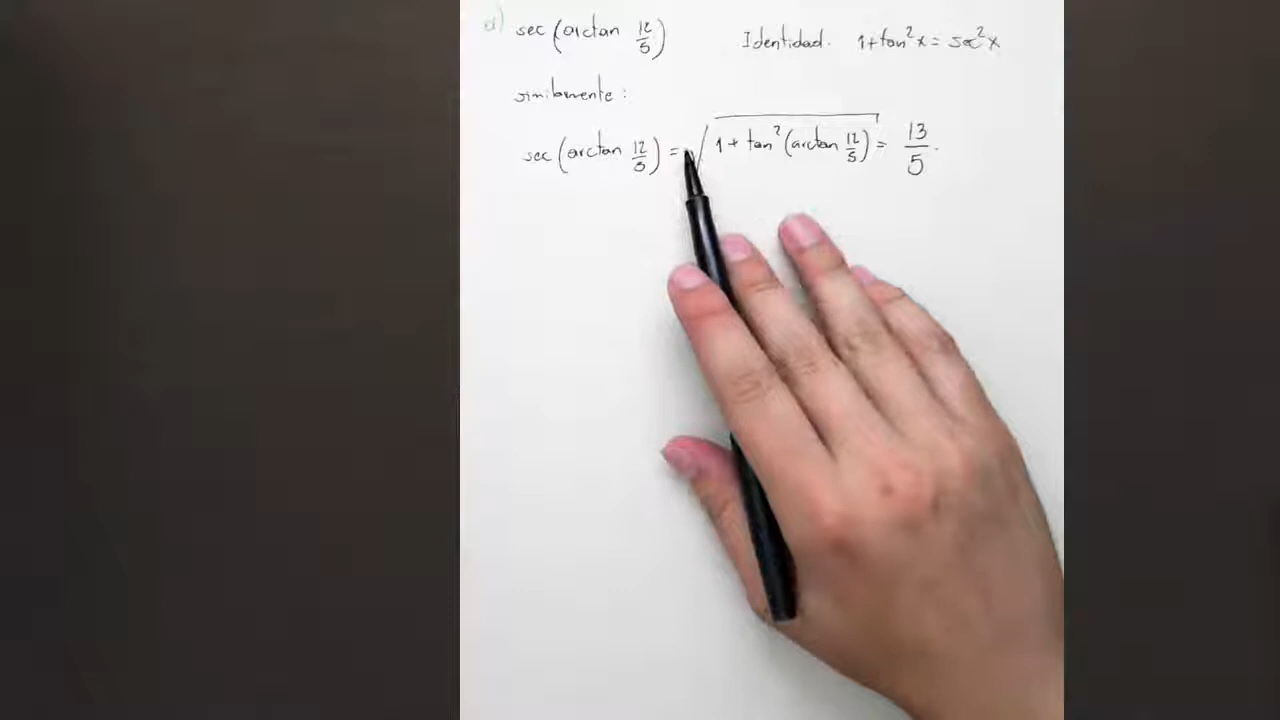 d) sec(arctan 12/5) Identidad. 1+tan²x = sec²x
similamente:
sec(arctan 12/5) = √(1+tan²(arctan 12/5)) = 13/5.